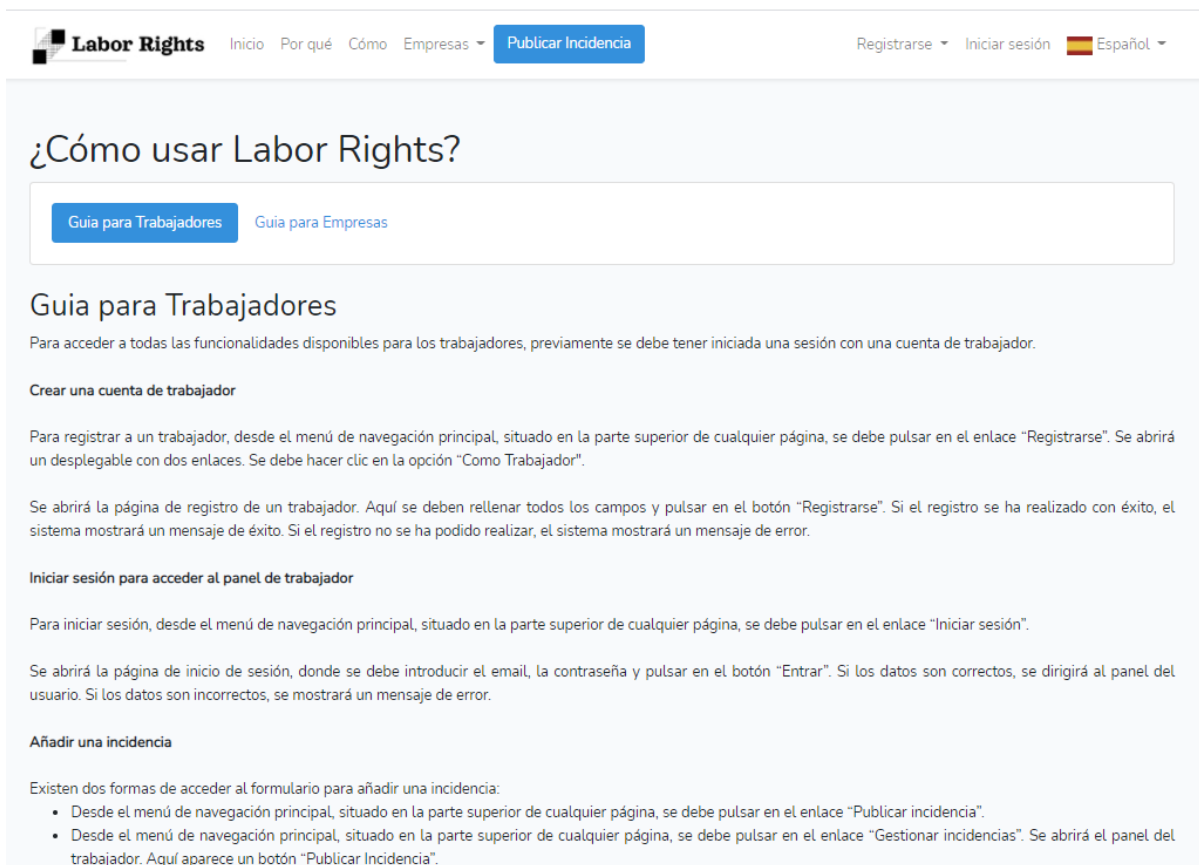 Labor Rights Inicio Por qué Cómo Empresas Publicar Incidencia Registrarse Iniciar sesión Español
¿Cómo usar Labor Rights?
Guia para Trabajadores Guia para Empresas
Guia para Trabajadores
Para acceder a todas las funcionalidades disponibles para los trabajadores, previamente se debe tener iniciada una sesión con una cuenta de trabajador.
Crear una cuenta de trabajador
Para registrar a un trabajador, desde el menú de navegación principal, situado en la parte superior de cualquier página, se debe pulsar en el enlace “Registrarse”. Se abrirá
un desplegable con dos enlaces. Se debe hacer clic en la opción “Como Trabajador".
Se abrirá la página de registro de un trabajador. Aquí se deben rellenar todos los campos y pulsar en el botón “Registrarse”. Si el registro se ha realizado con éxito, el
sistema mostrará un mensaje de éxito. Si el registro no se ha podido realizar, el sistema mostrará un mensaje de error.
Iniciar sesión para acceder al panel de trabajador
Para iniciar sesión, desde el menú de navegación principal, situado en la parte superior de cualquier página, se debe pulsar en el enlace “Iniciar sesión”.
Se abrirá la página de inicio de sesión, donde se debe introducir el email, la contraseña y pulsar en el botón “Entrar”. Si los datos son correctos, se dirigirá al panel del
usuario. Si los datos son incorrectos, se mostrará un mensaje de error.
Añadir una incidencia
Existen dos formas de acceder al formulario para añadir una incidencia:
• Desde el menú de navegación principal, situado en la parte superior de cualquier página, se debe pulsar en el enlace “Publicar incidencia”.
• Desde el menú de navegación principal, situado en la parte superior de cualquier página, se debe pulsar en el enlace “Gestionar incidencias”. Se abrirá el panel del
trabajador. Aquí aparece un botón “Publicar Incidencia”.